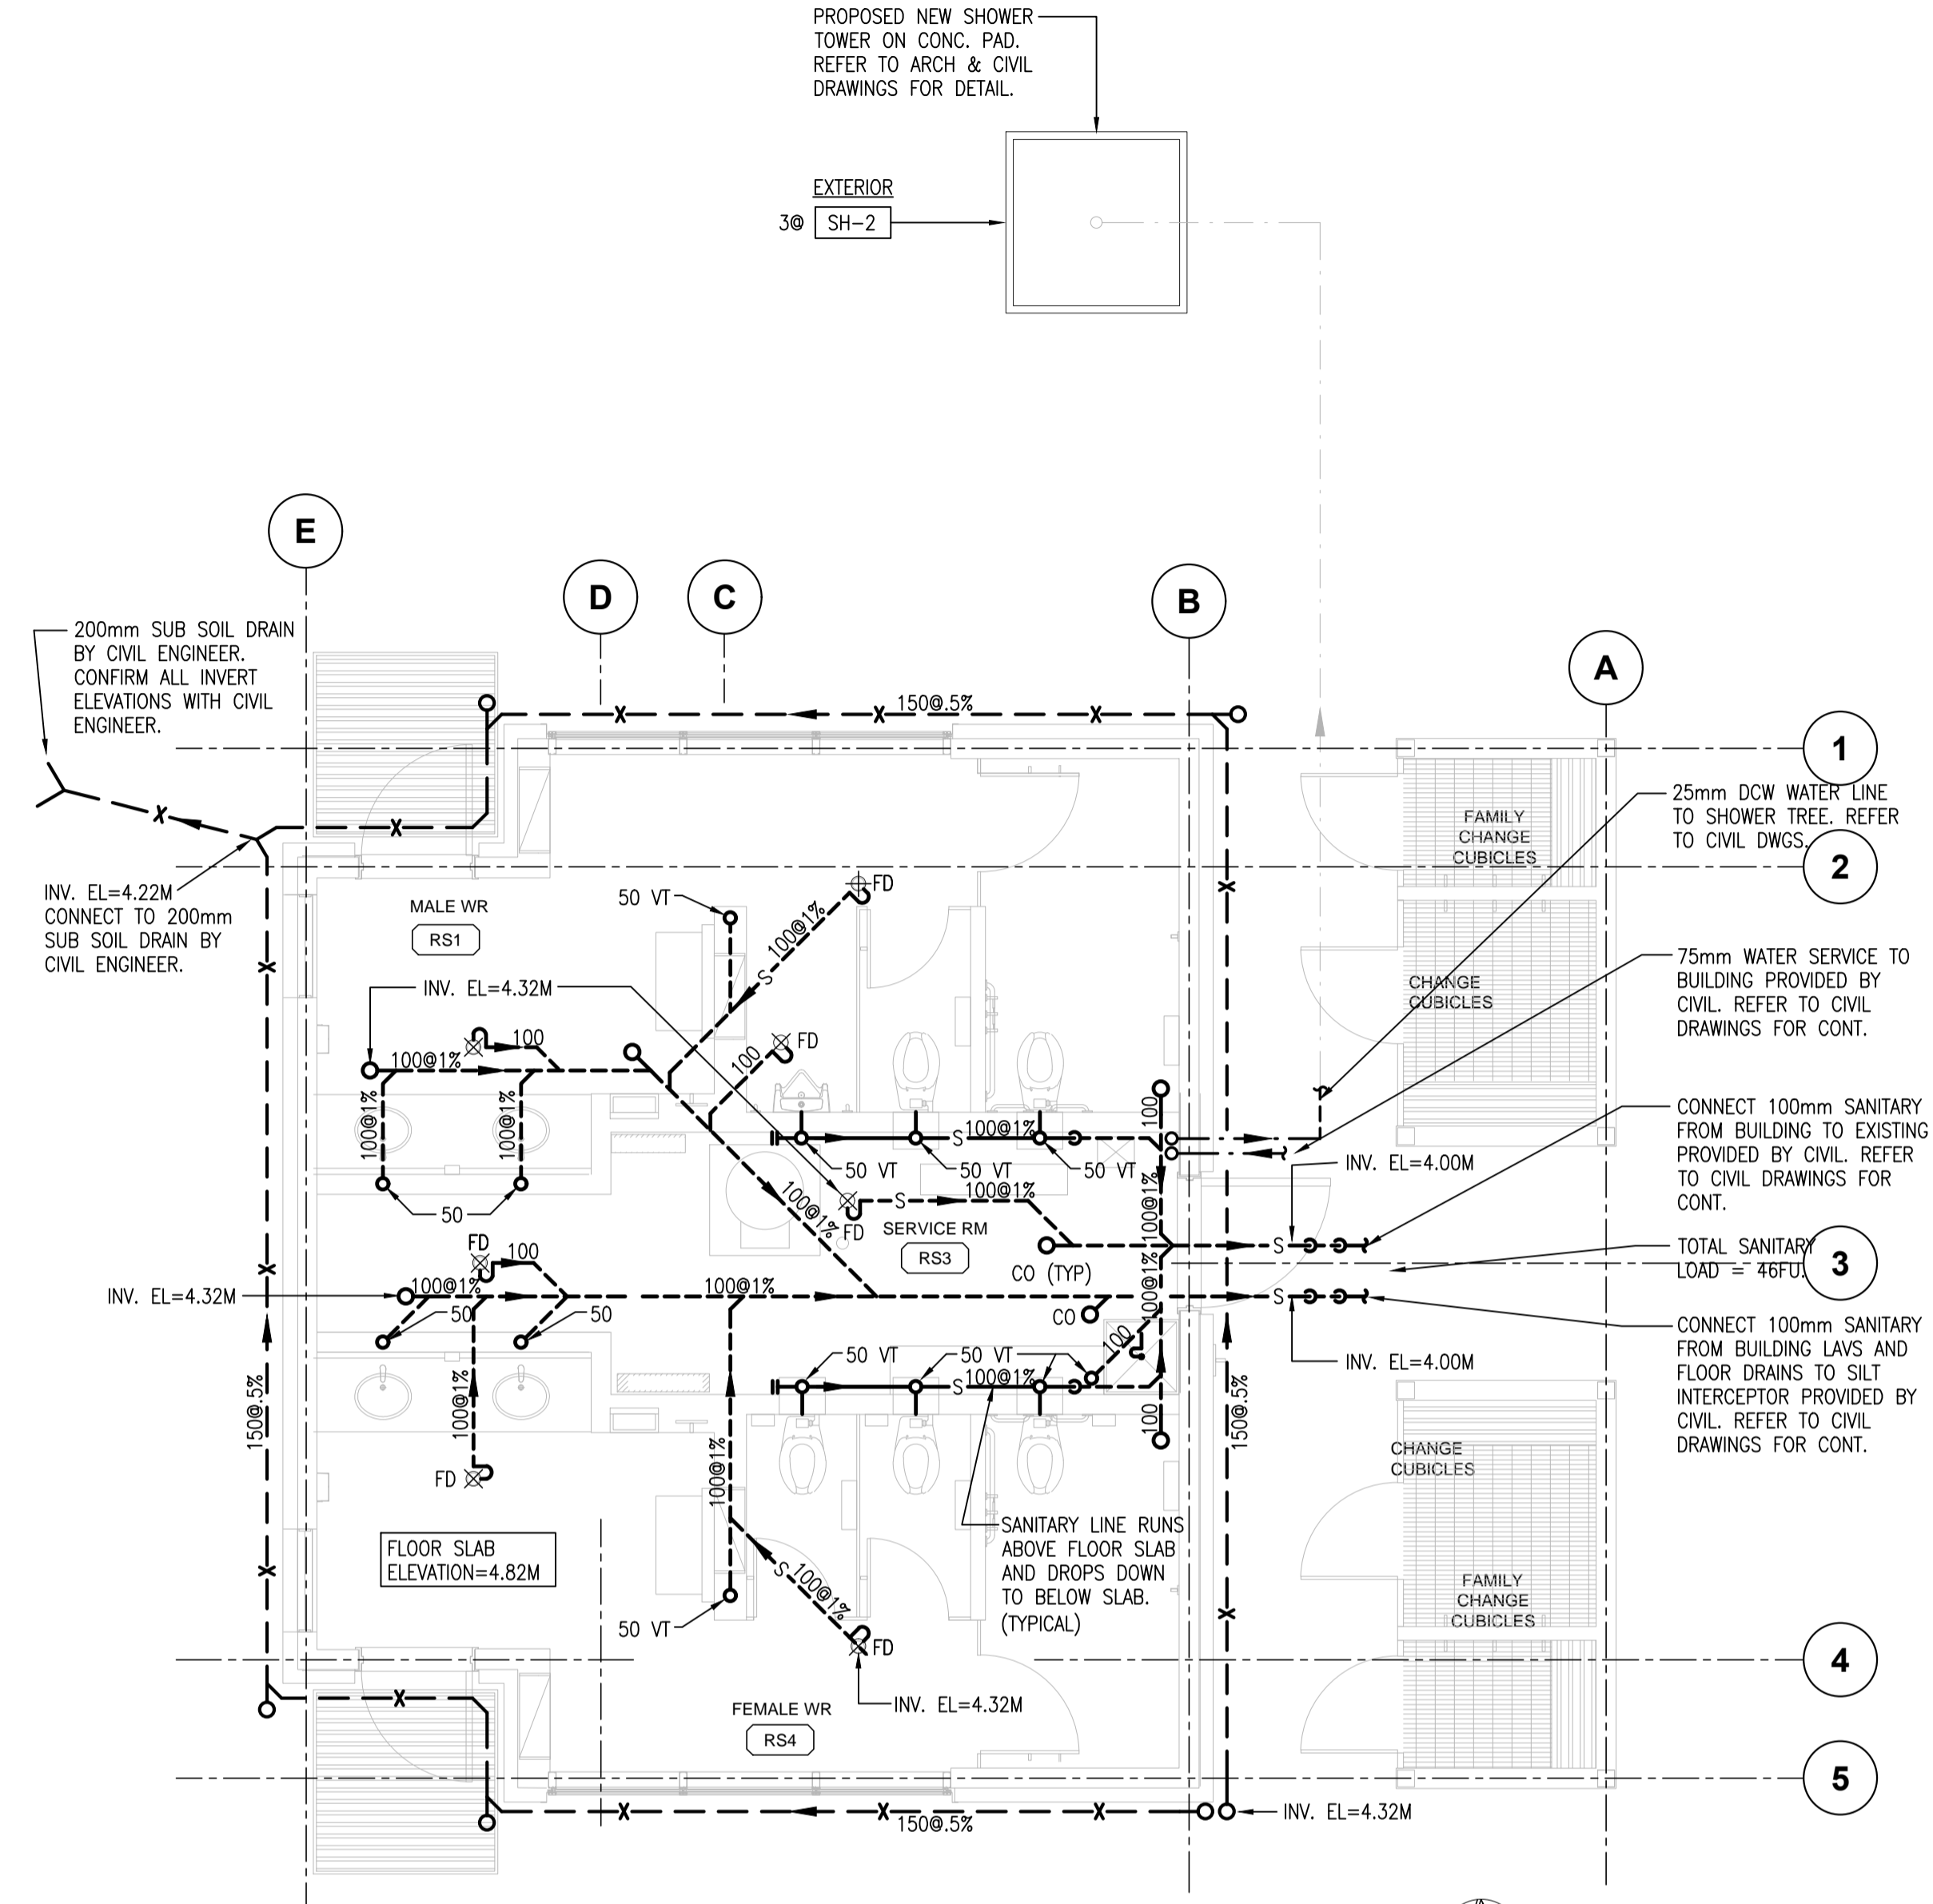 PROPOSED NEW SHOWER
TOWER ON CONC. PAD.
REFER TO ARCH & CIVIL
DRAWINGS FOR DETAIL.
EXTERIOR
3@ SH-2
E
D
C
B
A
200mm SUB SOIL DRAIN
BY CIVIL ENGINEER.
CONFIRM ALL INVERT
ELEVATIONS WITH CIVIL
ENGINEER.
150@.5%
X
X
X
1
X
X
25mm DCW WATER LINE
TO SHOWER TREE. REFER
TO CIVIL DWGS.
FAMILY
CHANGE
CUBICLES
2
INV. EL=4.22M
CONNECT TO 200mm
SUB SOIL DRAIN BY
CIVIL ENGINEER.
MALE WR
RS1
50 VT
FD
100@1%
S
X
X
INV. EL=4.32M
CHANGE
CUBICLES
75mm WATER SERVICE TO
BUILDING PROVIDED BY
CIVIL. REFER TO CIVIL
DRAWINGS FOR CONT.
100
100@1%
100
FD
100@1%
100@1%
100
S
100@1%
50 VT
50 VT
50 VT
CONNECT 100mm SANITARY
FROM BUILDING TO EXISTING
PROVIDED BY CIVIL. REFER
TO CIVIL DRAWINGS FOR
CONT.
INV. EL=4.00M
50
100@1%
S
100@1%
FD
SERVICE RM
RS3
100@1%
S
FD
100
CO (TYP)
TOTAL SANITARY
LOAD = 46FU.
3
X
INV. EL=4.32M
100@1%
100@1%
100@1%
S
50
50
CO
100
CONNECT 100mm SANITARY
FROM BUILDING LAVS AND
FLOOR DRAINS TO SILT
INTERCEPTOR PROVIDED BY
CIVIL. REFER TO CIVIL
DRAWINGS FOR CONT.
INV. EL=4.00M
50 VT
50 VT
S
100@1%
150@.5%
100@1%
100@1%
100
150@.5%
FD
CHANGE
CUBICLES
FLOOR SLAB
ELEVATION=4.82M
SANITARY LINE RUNS
ABOVE FLOOR SLAB
AND DROPS DOWN
TO BELOW SLAB.
(TYPICAL)
S
100@1%
X
X
50 VT
FD
FAMILY
CHANGE
CUBICLES
4
X
FEMALE WR
RS4
INV. EL=4.32M
5
X
X
X
150@.5%
INV. EL=4.32M